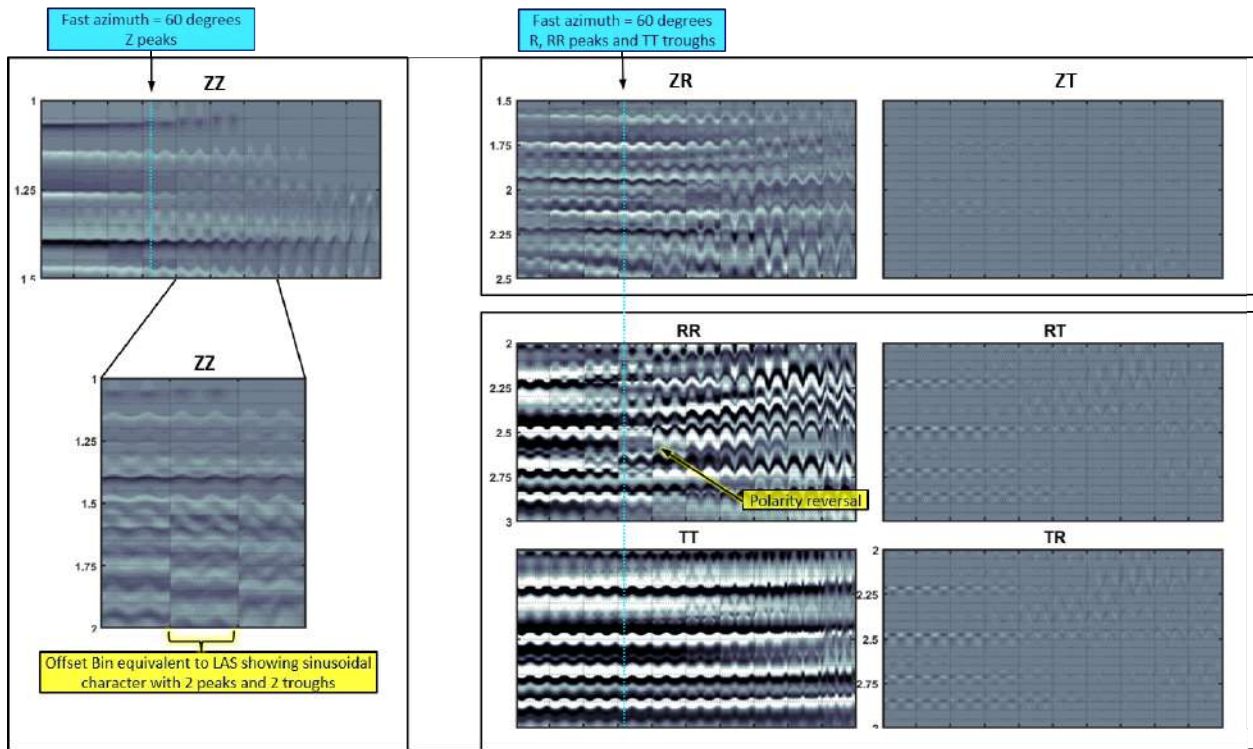 Fast azimuth = 60 degrees
Z peaks
ZZ
1
1.25
1.5
ZZ
1
1.25
1.5
1.75
2
Offset Bin equivalent to LAS showing sinusoidal
character with 2 peaks and 2 troughs
Fast azimuth = 60 degrees
R, RR peaks and TT troughs
ZR
ZT
1.5
1.75
2
2.25
2.5
RR
RT
2
2.25
2.5
2.75
3
Polarity reversal
TT
TR
2
2.25
2.5
2.75
3